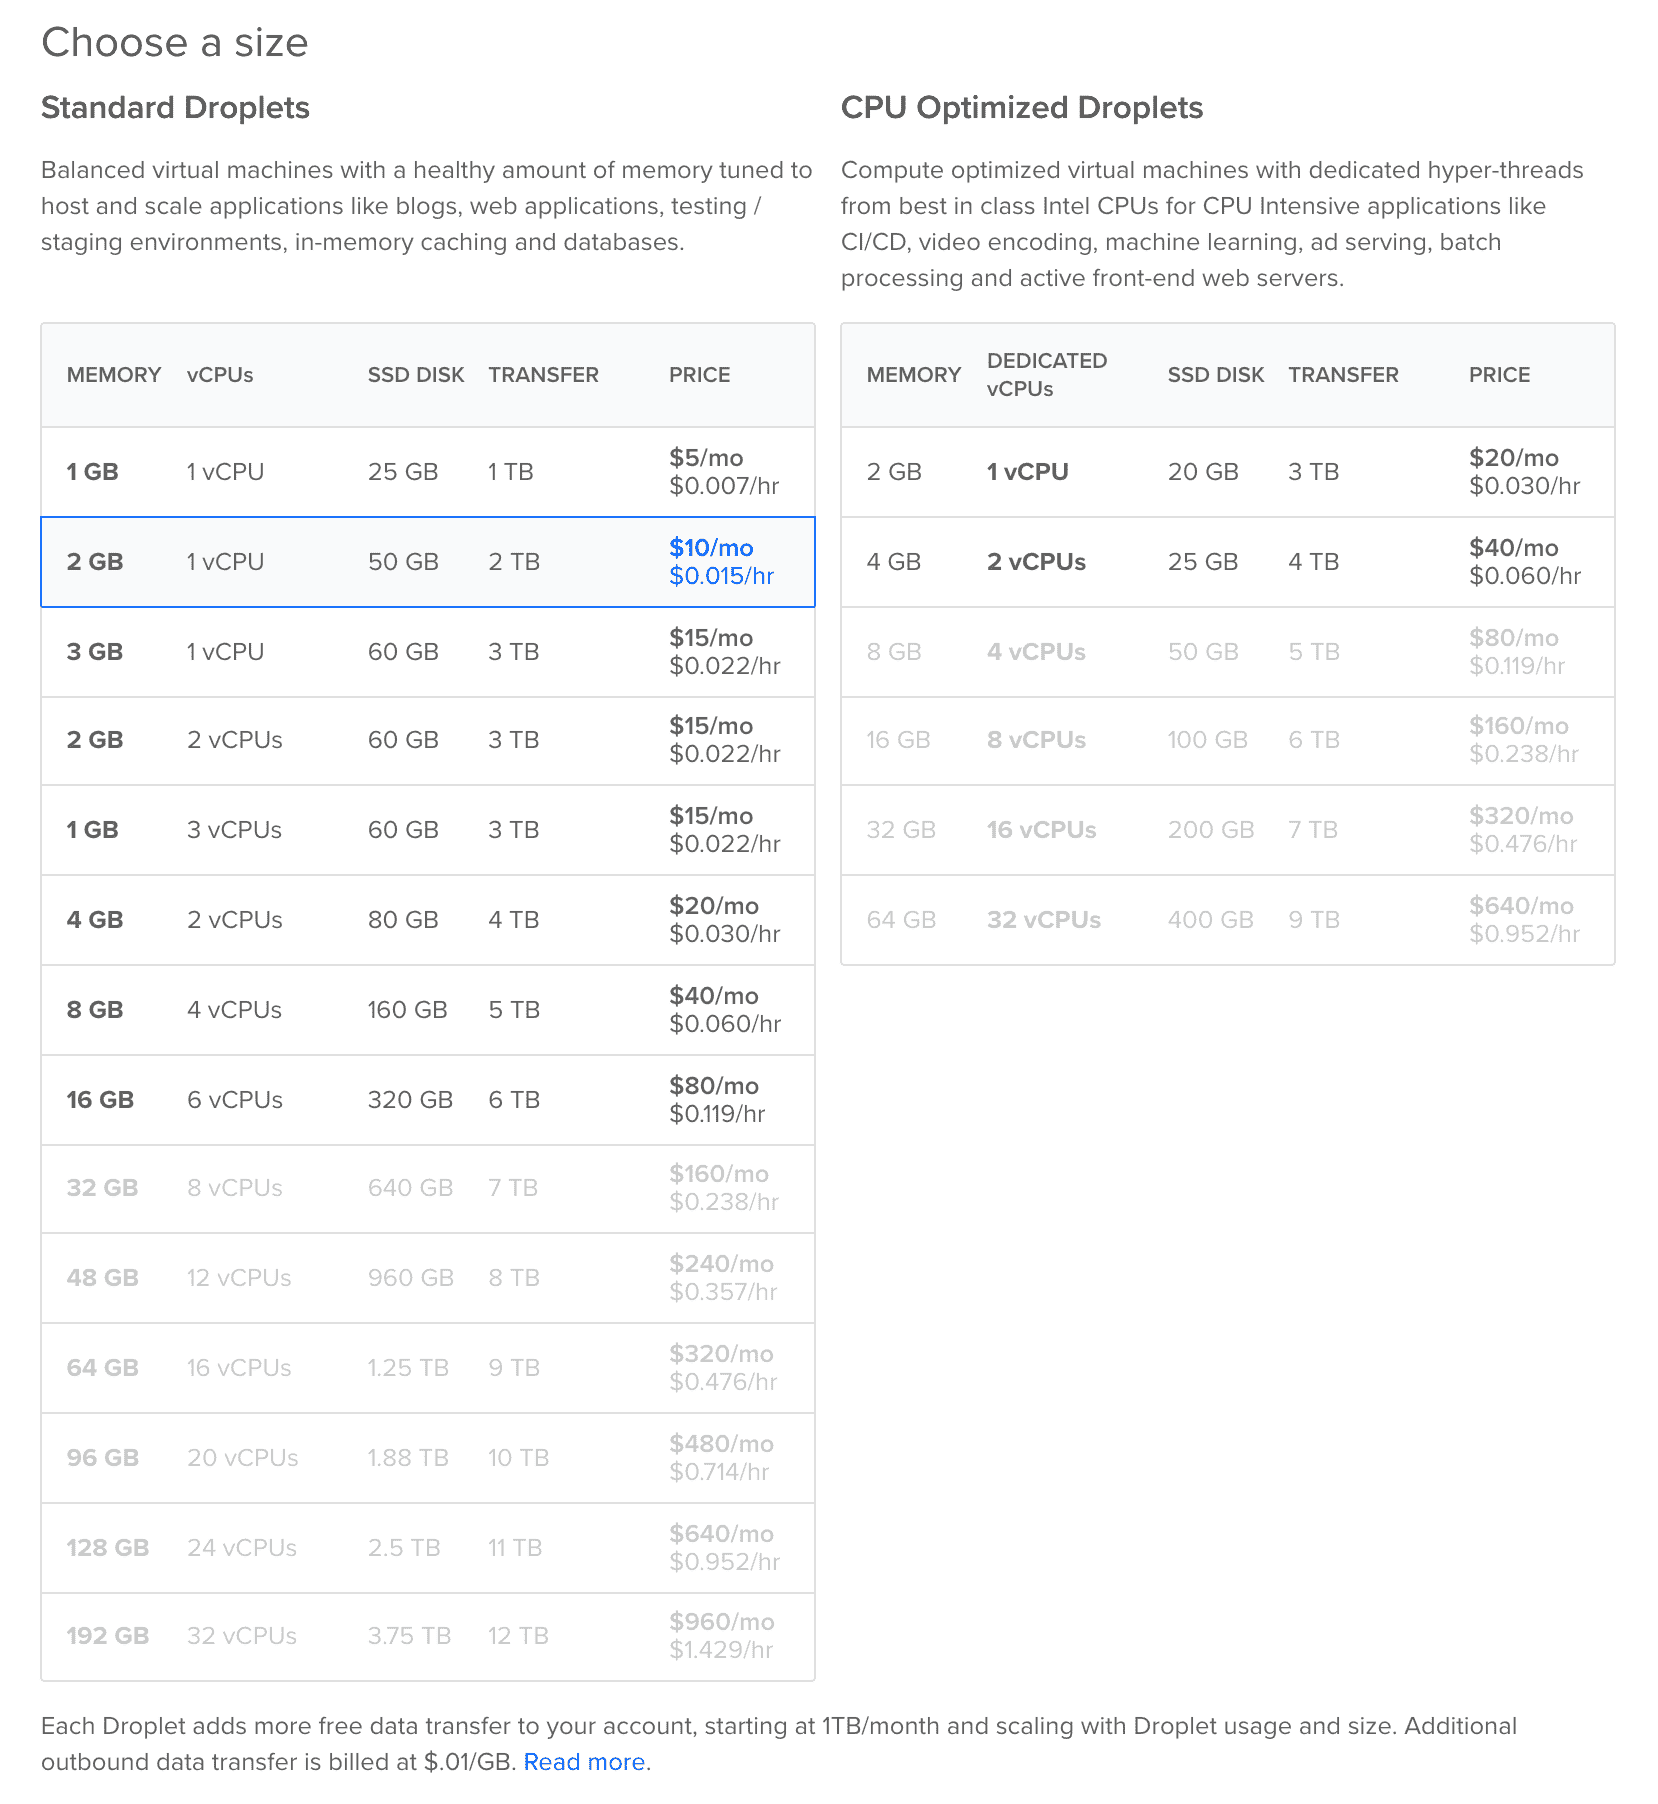 Choose a size
Standard Droplets
Balanced virtual machines with a healthy amount of memory tuned to
host and scale applications like blogs, web applications, testing /
staging environments, in-memory caching and databases.
MEMORY vCPUs SSD DISK TRANSFER PRICE
1 GB 1 vCPU 25 GB 1 TB $5/mo
$0.007/hr
2 GB 1 vCPU 50 GB 2 TB $10/mo
$0.015/hr
3 GB 1 vCPU 60 GB 3 TB $15/mo
$0.022/hr
2 GB 2 vCPUs 60 GB 3 TB $15/mo
$0.022/hr
1 GB 3 vCPUs 60 GB 3 TB $15/mo
$0.022/hr
4 GB 2 vCPUs 80 GB 4 TB $20/mo
$0.030/hr
8 GB 4 vCPUs 160 GB 5 TB $40/mo
$0.060/hr
16 GB 6 vCPUs 320 GB 6 TB $80/mo
$0.119/hr
32 GB 8 vCPUs 640 GB 7 TB $160/mo
$0.238/hr
48 GB 12 vCPUs 960 GB 8 TB $240/mo
$0.357/hr
64 GB 16 vCPUs 1.25 TB 9 TB $320/mo
$0.476/hr
96 GB 20 vCPUs 1.88 TB 10 TB $480/mo
$0.714/hr
128 GB 24 vCPUs 2.5 TB 11 TB $640/mo
$0.952/hr
192 GB 32 vCPUs 3.75 TB 12 TB $960/mo
$1.429/hr
CPU Optimized Droplets
Compute optimized virtual machines with dedicated hyper-threads
from best in class Intel CPUs for CPU Intensive applications like
CI/CD, video encoding, machine learning, ad serving, batch
processing and active front-end web servers.
MEMORY DEDICATED vCPUs SSD DISK TRANSFER PRICE
2 GB 1 vCPU 20 GB 3 TB $20/mo
$0.030/hr
4 GB 2 vCPUs 25 GB 4 TB $40/mo
$0.060/hr
8 GB 4 vCPUs 50 GB 5 TB $80/mo
$0.119/hr
16 GB 8 vCPUs 100 GB 6 TB $160/mo
$0.238/hr
32 GB 16 vCPUs 200 GB 7 TB $320/mo
$0.476/hr
64 GB 32 vCPUs 400 GB 9 TB $640/mo
$0.952/hr
Each Droplet adds more free data transfer to your account, starting at 1TB/month and scaling with Droplet usage and size. Additional
outbound data transfer is billed at $.01/GB. Read more.